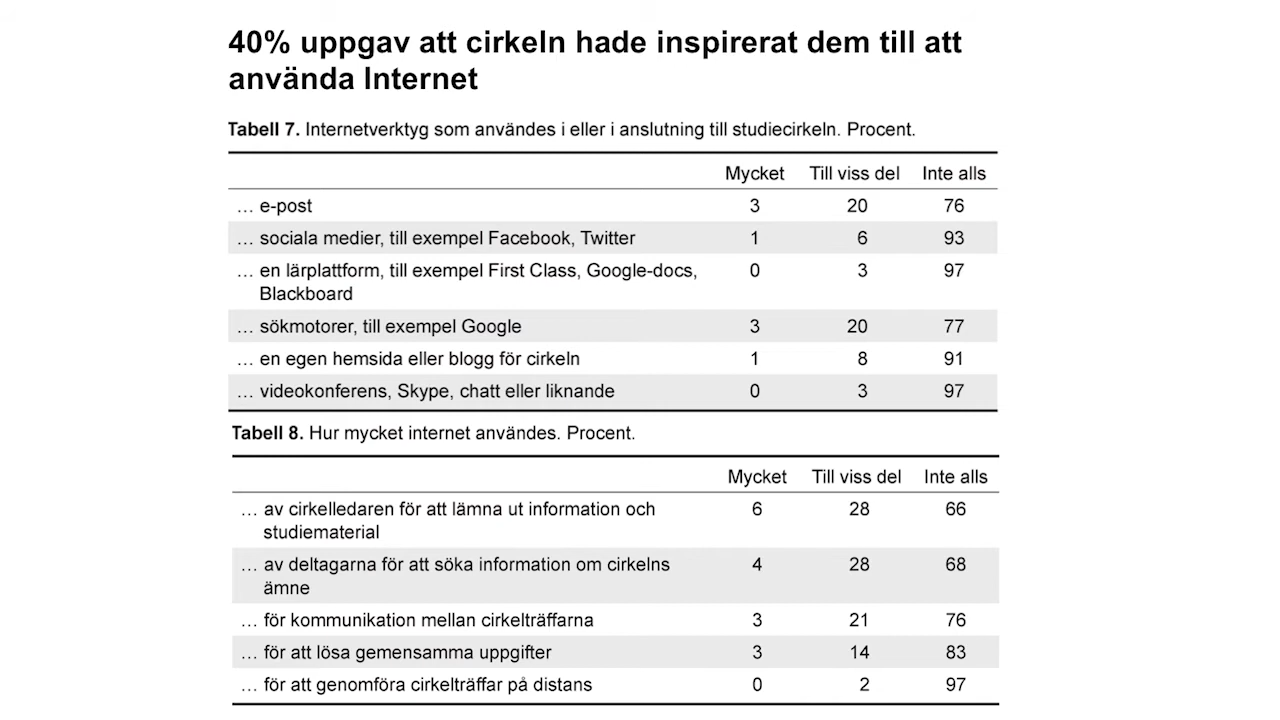 40% uppgav att cirkeln hade inspirerat dem till att
använda Internet
Tabell 7. Internetverktyg som användes i eller i anslutning till studiecirkeln. Procent.
Mycket Till viss del Inte alls
… e-post 3 20 76
… sociala medier, till exempel Facebook, Twitter 1 6 93
… en lärplattform, till exempel First Class, Google-docs, 0 3 97
Blackboard
… sökmotorer, till exempel Google 3 20 77
… en egen hemsida eller blogg för cirkeln 1 8 91
… videokonferens, Skype, chatt eller liknande 0 3 97
Tabell 8. Hur mycket internet användes. Procent.
Mycket Till viss del Inte alls
… av cirkelledaren för att lämna ut information och 6 28 66
studiematerial
… av deltagarna för att söka information om cirkelns 4 28 68
ämne
… för kommunikation mellan cirkelträffarna 3 21 76
… för att lösa gemensamma uppgifter 3 14 83
… för att genomföra cirkelträffar på distans 0 2 97